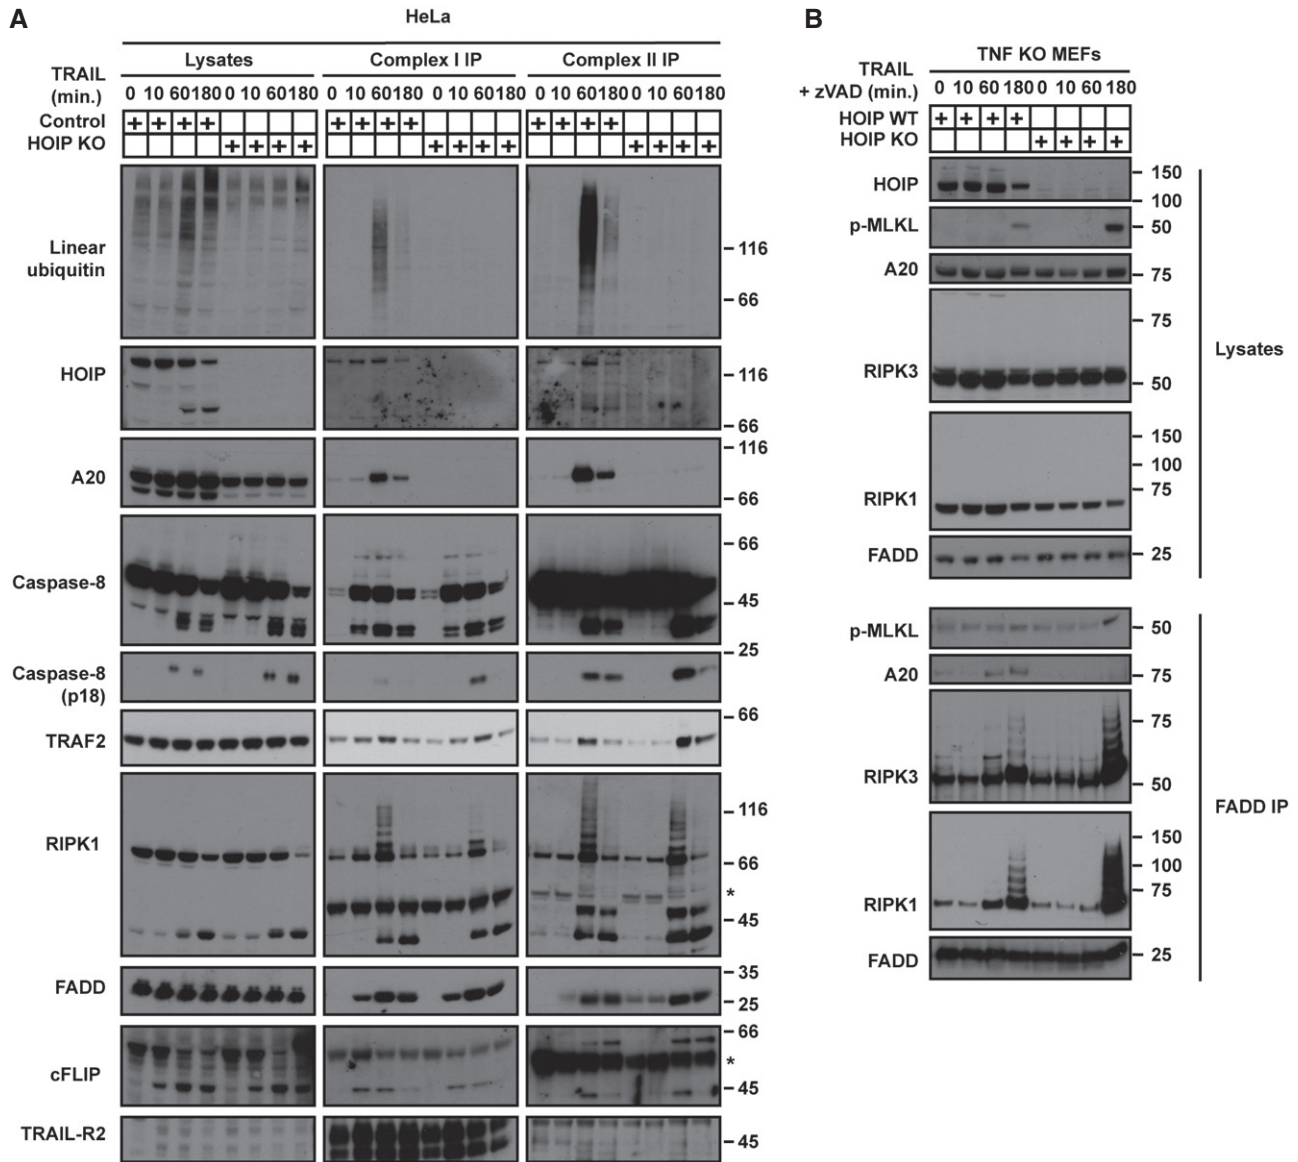 A
HeLa
Lysates Complex I IP Complex II IP
TRAIL
(min.) 0 10 60 180 0 10 60 180 0 10 60 180 0 10 60 180 0 10 60 180 0 10 60 180
Control + + + + + + + + + + + +
HOIP KO + + + + + + + + + + + +
Linear
ubiquitin
116
66
HOIP
116
66
A20
116
66
Caspase-8
66
45
25
Caspase-8
(p18)
TRAF2
66
RIPK1
116
66
*
45
FADD
35
25
cFLIP
66
*
45
TRAIL-R2
45
B
TNF KO MEFs
TRAIL
+ zVAD (min.) 0 10 60 180 0 10 60 180
HOIP WT + + + +
HOIP KO + + + +
HOIP
150
100
p-MLKL 50
A20 75
RIPK3
75
50
RIPK1
150
100
75
FADD 25
Lysates
p-MLKL 50
A20 75
RIPK3
75
50
RIPK1
150
100
75
FADD 25
FADD IP